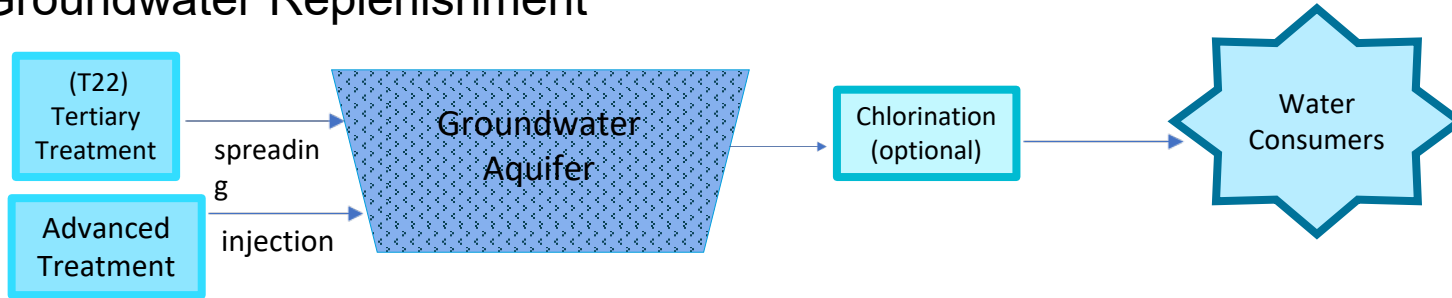 Groundwater Replenishment
(T22)
Tertiary
Treatment
spreadin
g
Groundwater
Aquifer
Chlorination
(optional)
Water
Consumers
Advanced
Treatment
injection